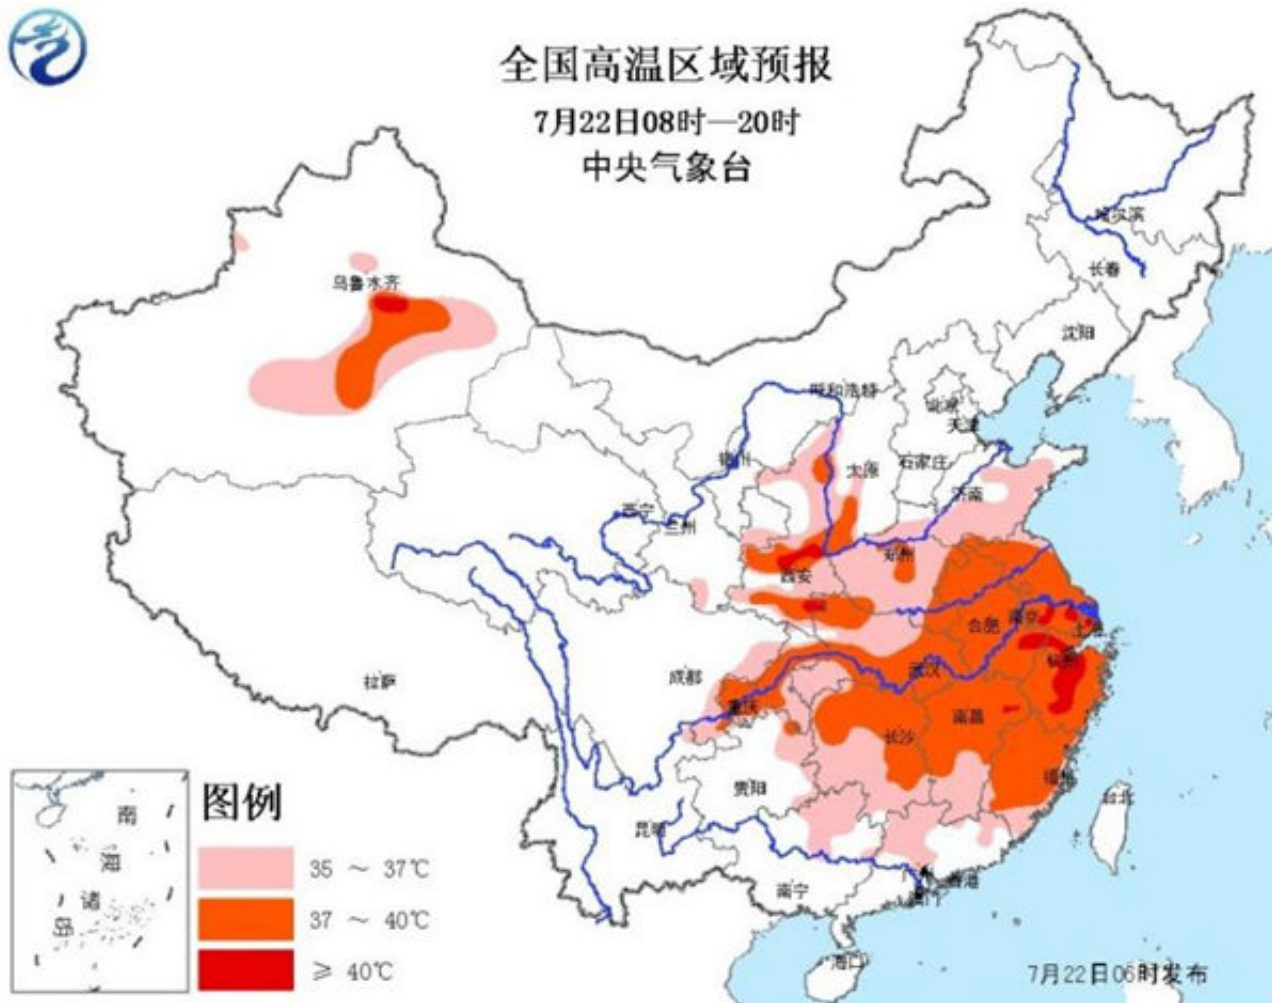 全国高温区域预报
7月22日08时—20时
中央气象台
哈尔滨
长春
乌鲁木齐
沈阳
呼和浩特
北京
天津
银川
太原
石家庄
济南
西宁
兰州
郑州
西安
合肥
南京
上海
杭州
武汉
成都
拉萨
重庆
南昌
长沙
福州
贵阳
台北
昆明
南宁
香港
澳门
海口
南
海
诸
岛
图例
35 ～ 37℃
37 ～ 40℃
≥ 40℃
7月22日06时发布